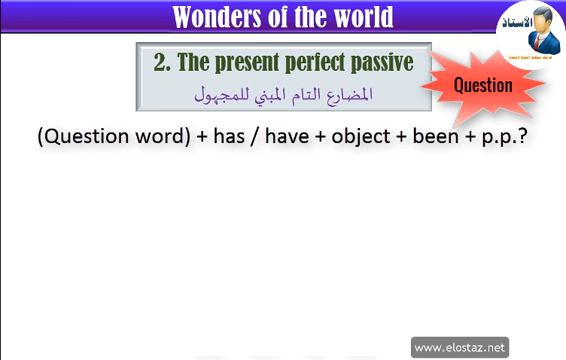 Wonders of the world
الأستاذ
2. The present perfect passive
المضارع التام المبني للمجهول
Question
(Question word) + has / have + object + been + p.p.?
www.elostaz.net